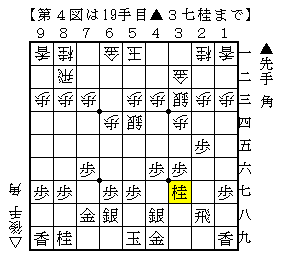 【第４図は19手目▲３七桂まで】
9 8 7 6 5 4 3 2 1
香 桂 金 玉 桂 香 一
飛 金 二
歩 歩 歩 歩 歩 銀 歩 歩 三
歩 銀 歩 四
歩 五
歩 歩 歩 六
歩 歩 歩 歩 桂 歩 七
金 銀 銀 飛 八
香 桂 玉 金 香 九
▲先手 角
△後手 角